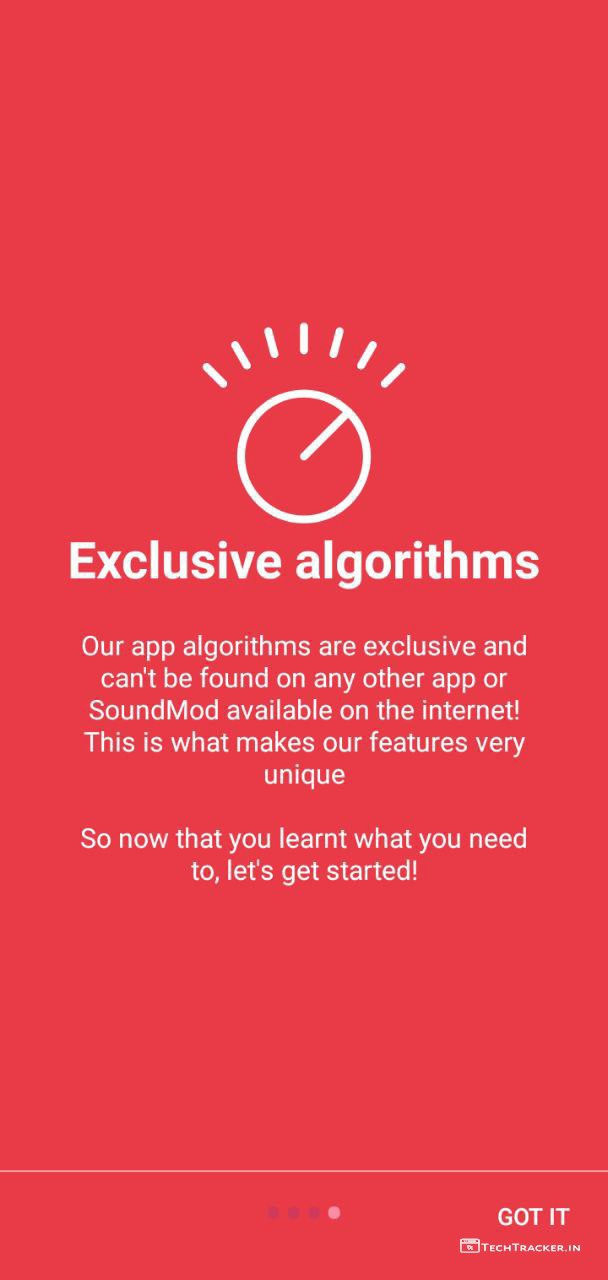 Exclusive algorithms
Our app algorithms are exclusive and
can't be found on any other app or
SoundMod available on the internet!
This is what makes our features very
unique
So now that you learnt what you need
to, let's get started!
GOT IT
TECHTRACKER.IN